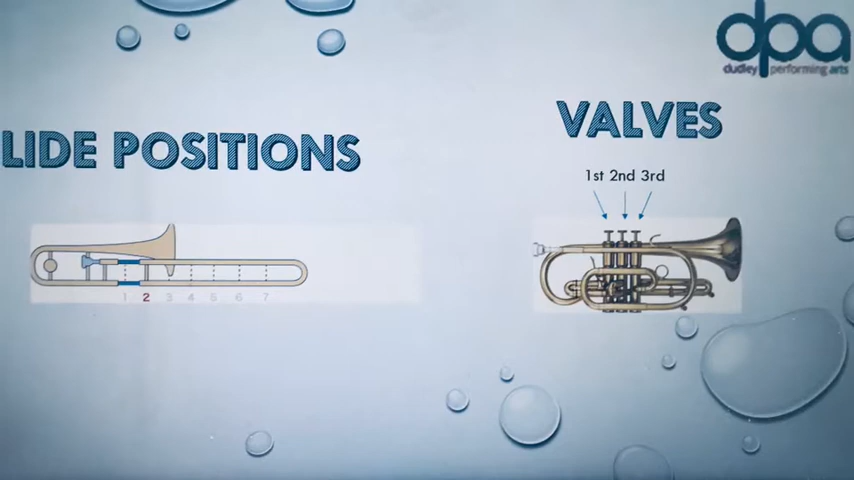 dpa
dudley performing arts
LIDE POSITIONS
VALVES
1st 2nd 3rd
1 2 3 4 5 6 7